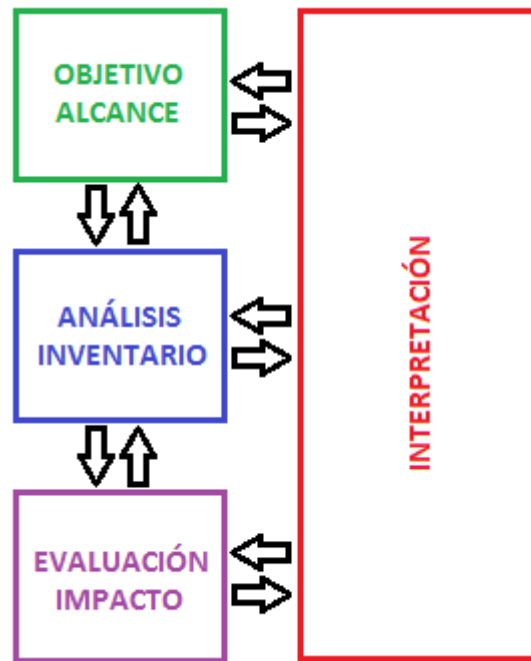 OBJETIVO
ALCANCE
ANÁLISIS
INVENTARIO
EVALUACIÓN
IMPACTO
INTERPRETACIÓN